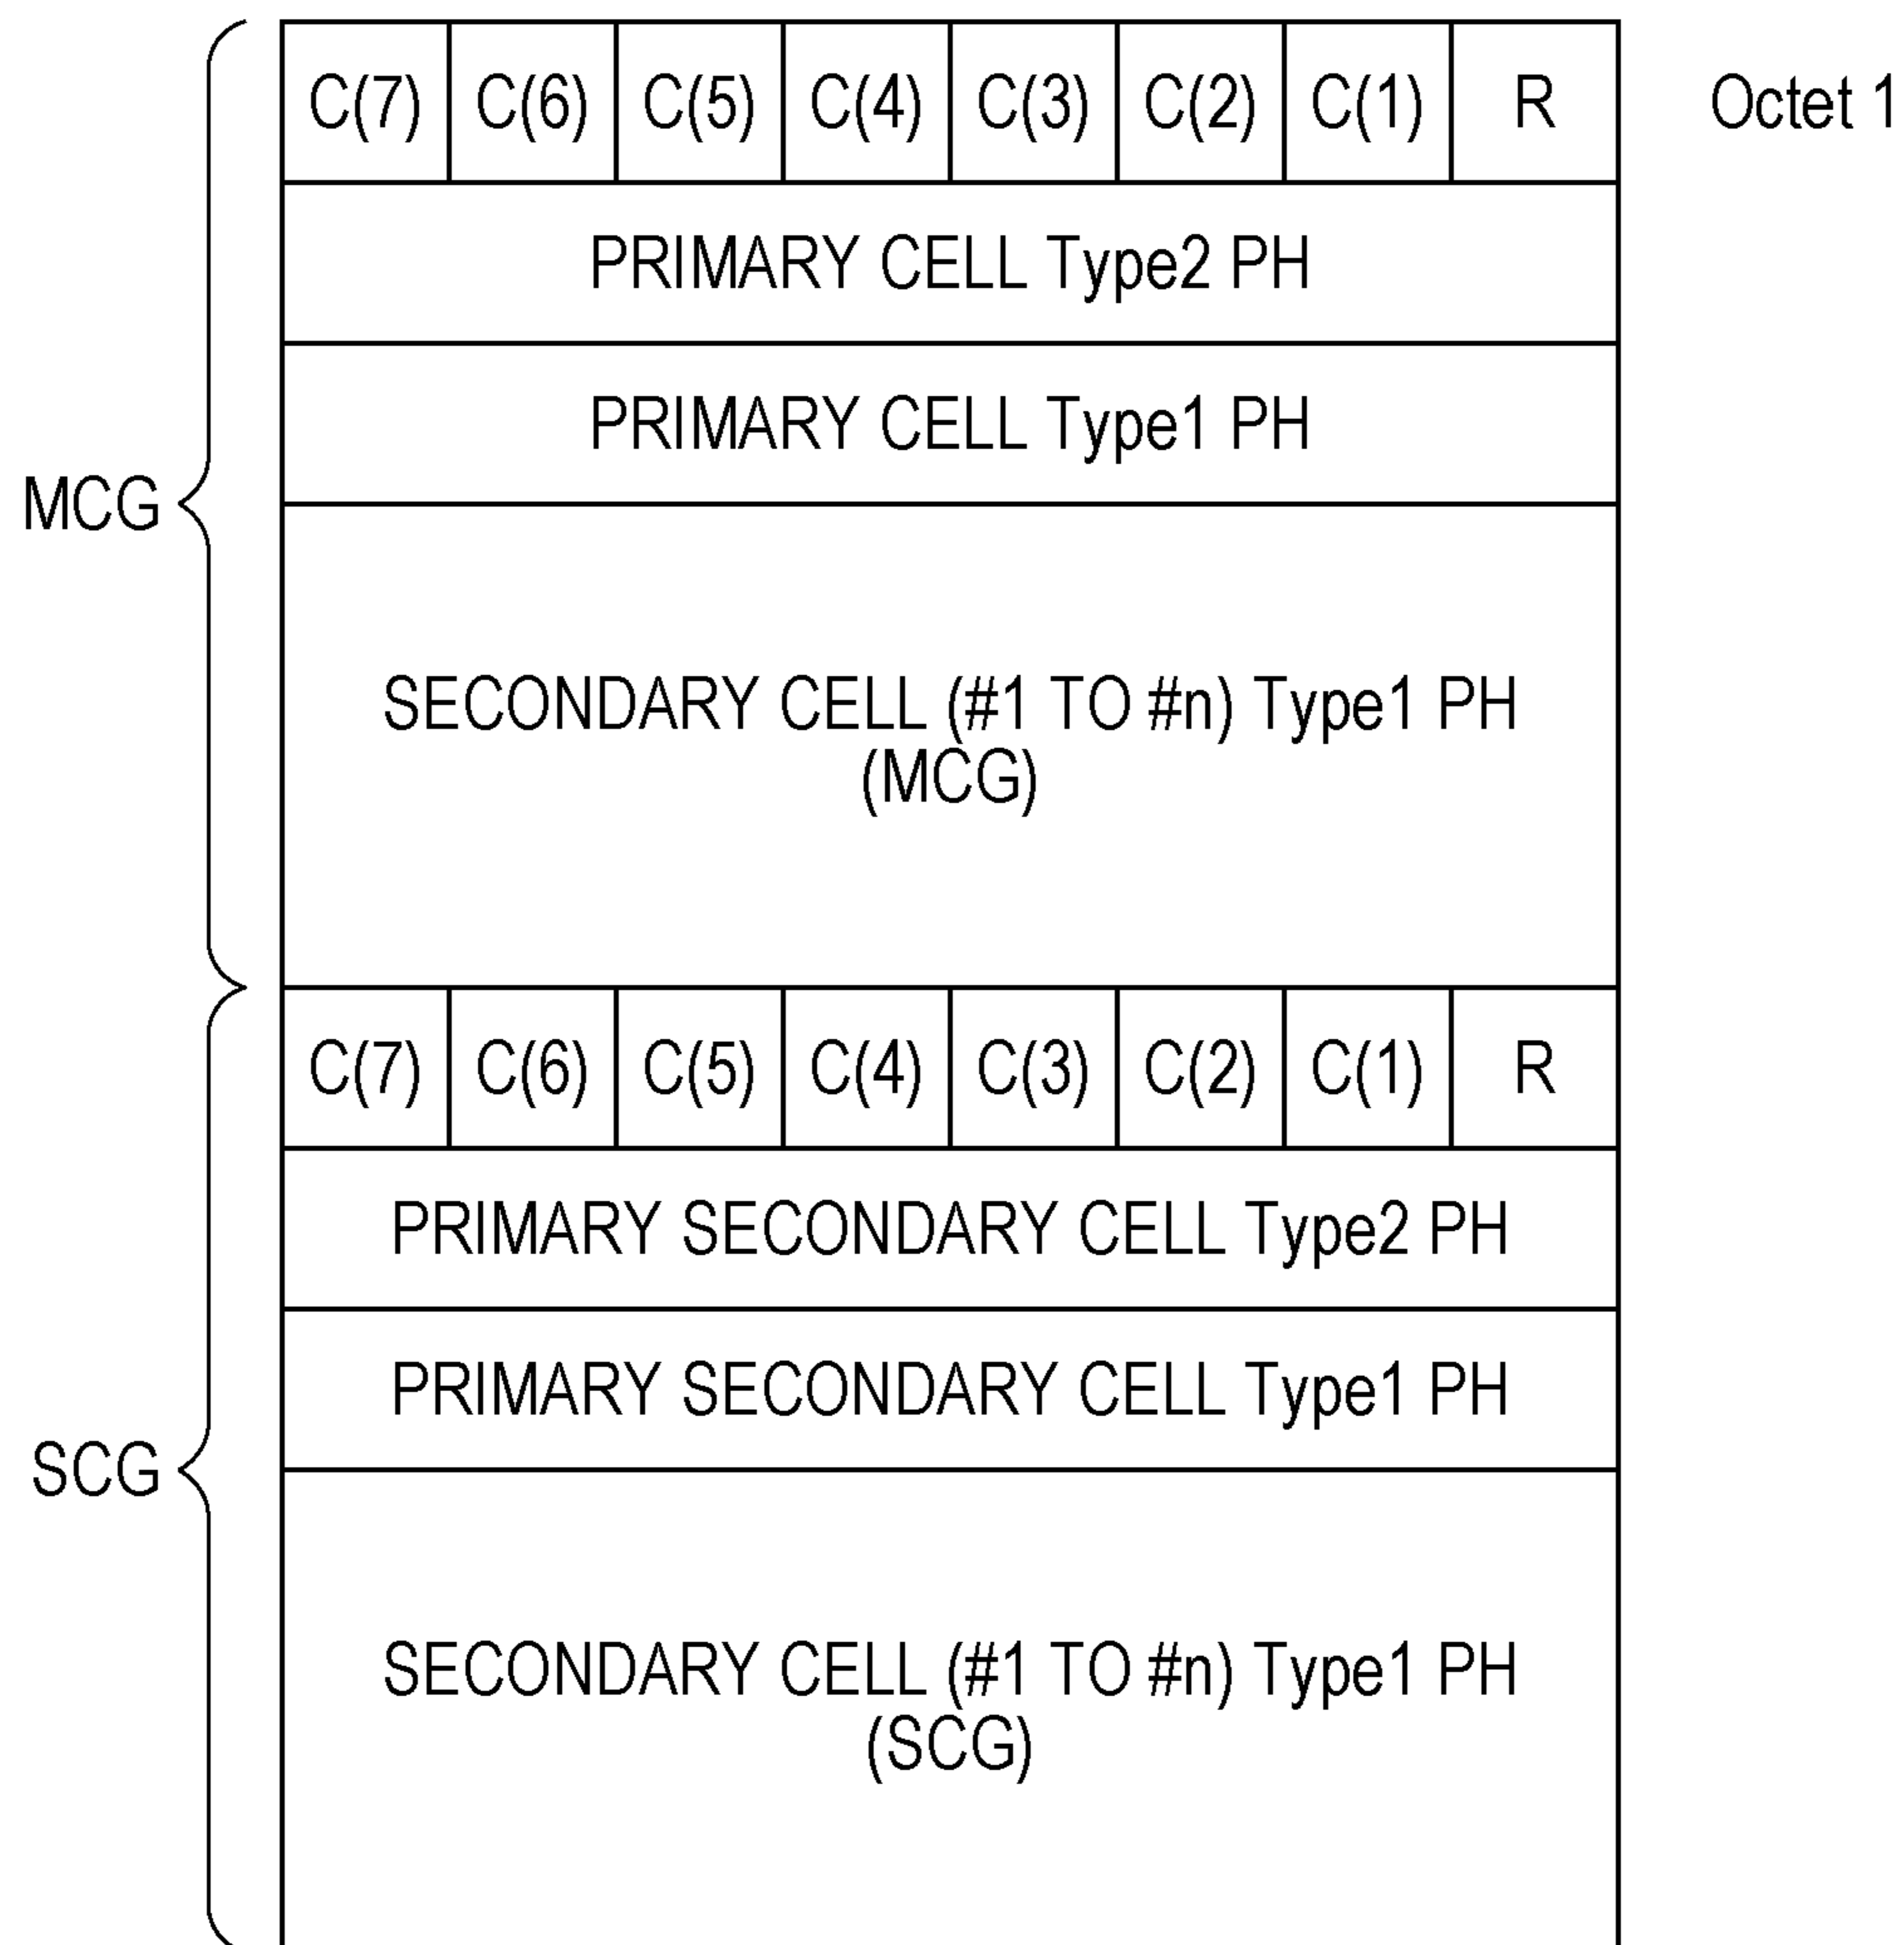 C(7) C(6) C(5) C(4) C(3) C(2) C(1) R Octet 1
PRIMARY CELL Type2 PH
PRIMARY CELL Type1 PH
MCG
SECONDARY CELL (#1 TO #n) Type1 PH
(MCG)
C(7) C(6) C(5) C(4) C(3) C(2) C(1) R
PRIMARY SECONDARY CELL Type2 PH
PRIMARY SECONDARY CELL Type1 PH
SCG
SECONDARY CELL (#1 TO #n) Type1 PH
(SCG)